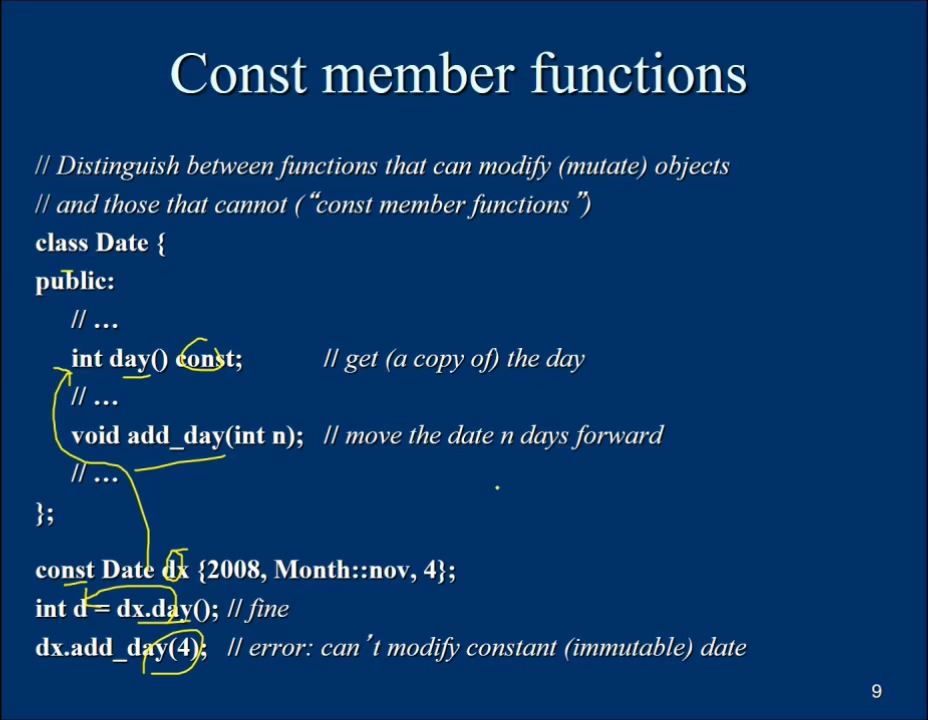 Const member functions
// Distinguish between functions that can modify (mutate) objects
// and those that cannot (“const member functions”)
class Date {
public:
// …
int day() const; // get (a copy of) the day
// …
void add_day(int n); // move the date n days forward
// …
};
const Date dx {2008, Month::nov, 4};
int d = dx.day(); // fine
dx.add_day(4); // error: can’t modify constant (immutable) date
9